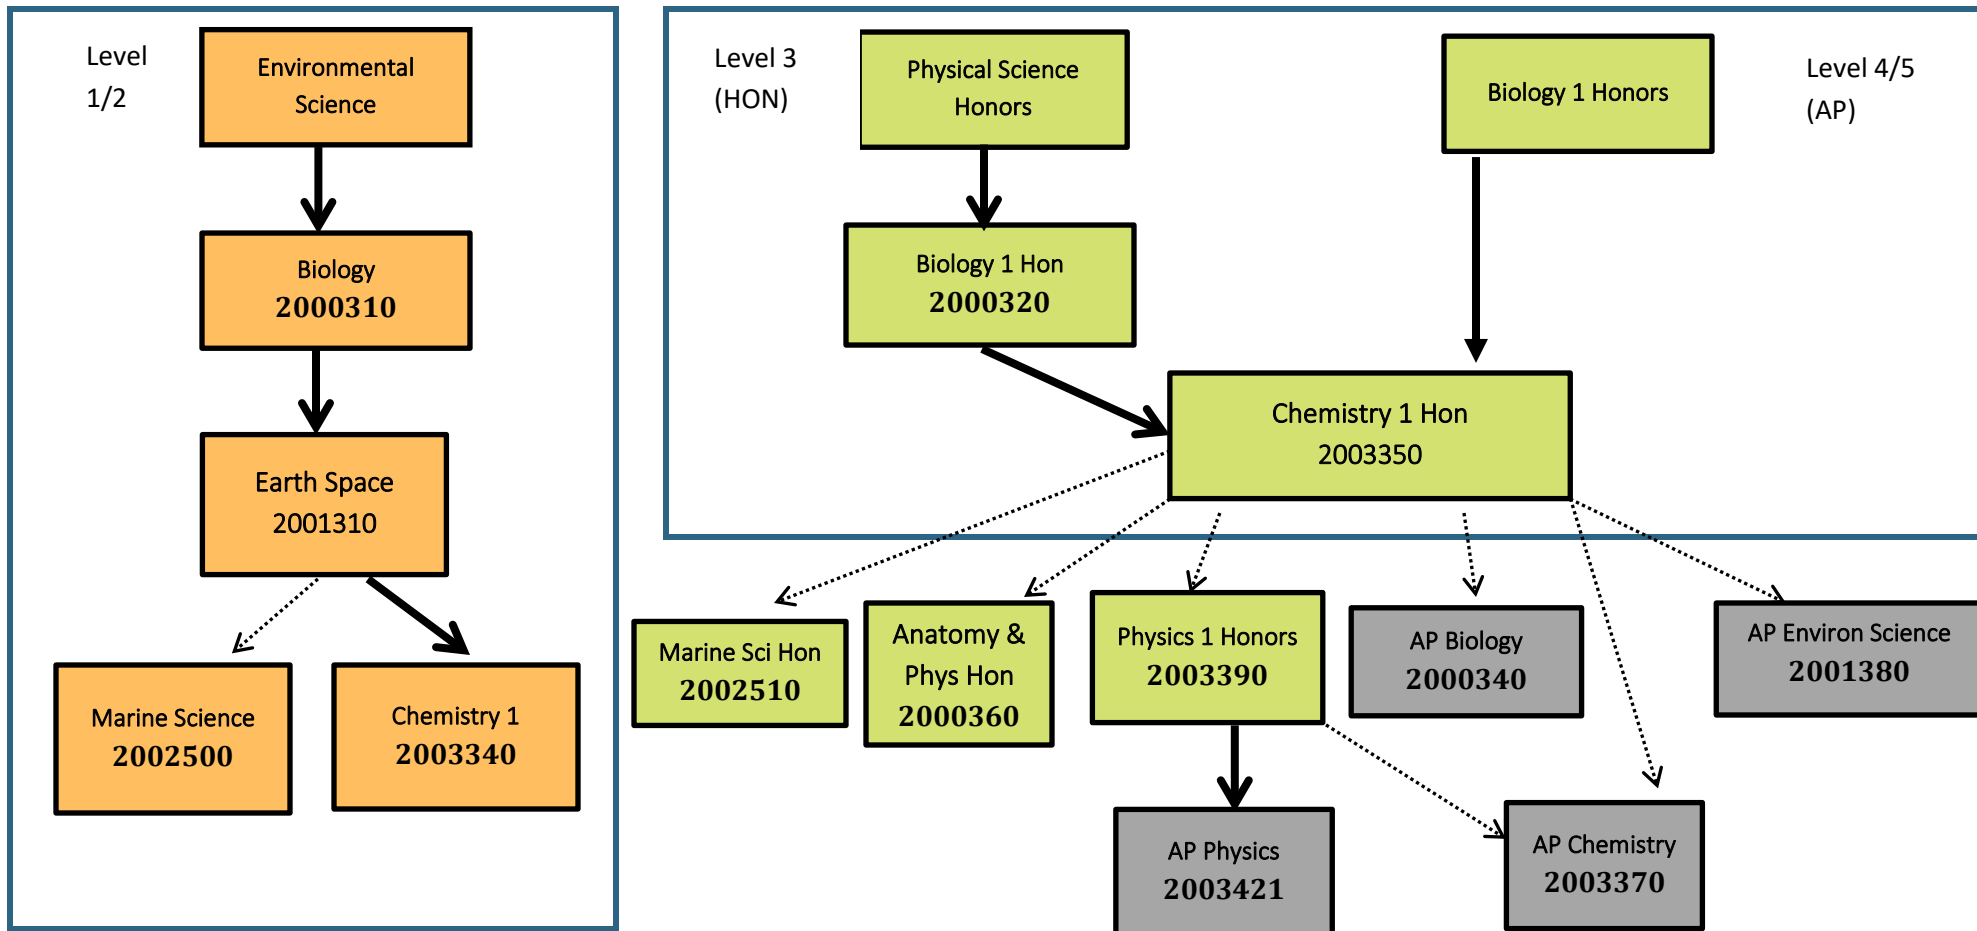 Level
1/2
Environmental
Science
Biology
2000310
Earth Space
2001310
Marine Science
2002500
Chemistry 1
2003340
Level 3
(HON)
Physical Science
Honors
Biology 1 Honors
Level 4/5
(AP)
Biology 1 Hon
2000320
Chemistry 1 Hon
2003350
Marine Sci Hon
2002510
Anatomy &
Phys Hon
2000360
Physics 1 Honors
2003390
AP Biology
2000340
AP Environ Science
2001380
AP Physics
2003421
AP Chemistry
2003370